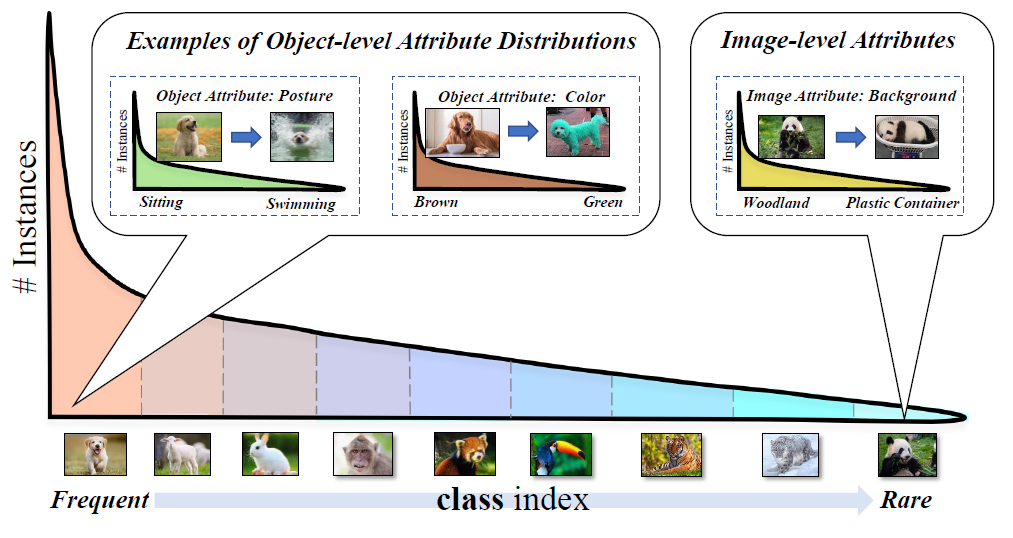 Examples of Object-level Attribute Distributions
Object Attribute: Posture
# Instances
Sitting
Swimming
Object Attribute: Color
# Instances
Brown
Green
Image-level Attributes
Image Attribute: Background
# Instances
Woodland
Plastic Container
# Instances
Frequent
class index
Rare